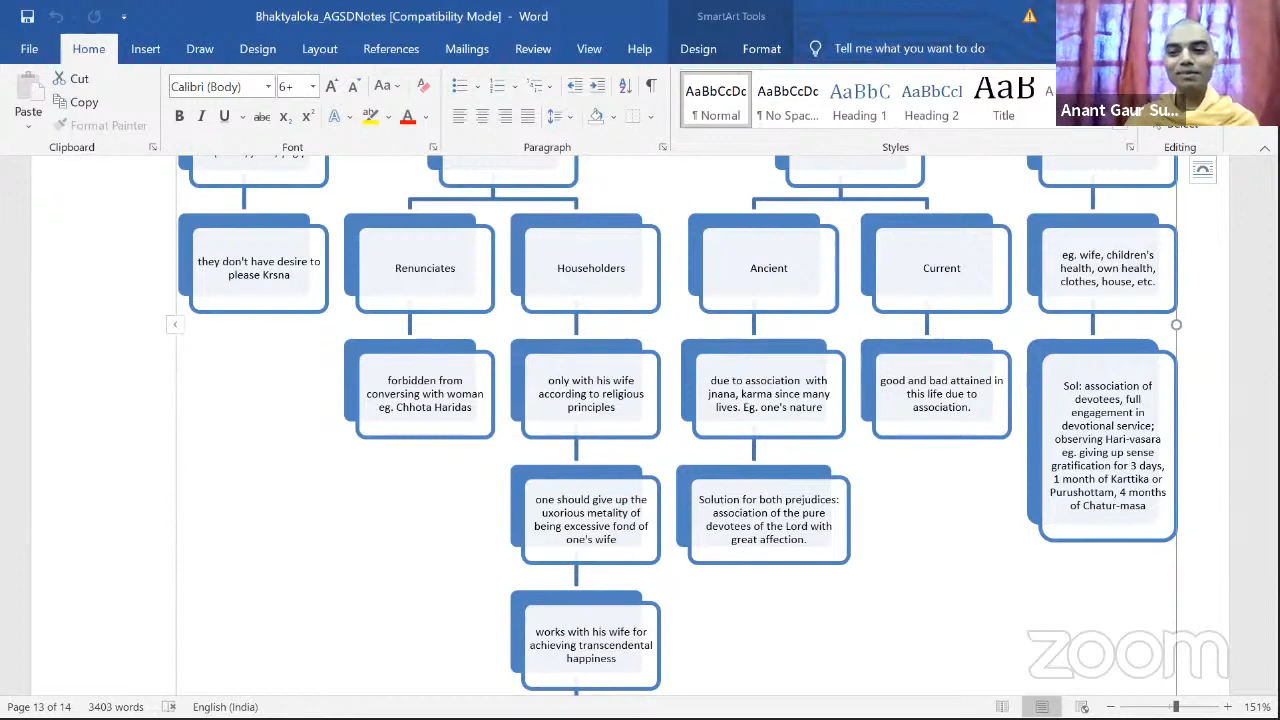 Bhaktyaloka_AGSDNotes [Compatibility Mode] - Word
SmartArt Tools
File
Home
Insert
Draw
Design
Layout
References
Mailings
Review
View
Help
Design
Format
Tell me what you want to do
Anant Gaur Su...
Paste
Cut
Copy
Format Painter
Clipboard
Calibri (Body)
6+
Font
Paragraph
AaBbCcDc
¶ Normal
AaBbCcDc
¶ No Spac...
AaBbC
Heading 1
AaBbCcI
Heading 2
AaB
Title
Styles
Editing
they don't have desire to
please Krsna
Renunciates
Householders
Ancient
Current
eg. wife, children's
health, own health,
clothes, house, etc.
forbidden from
conversing with woman
eg. Chhota Haridas
only with his wife
according to religious
principles
due to association with
jnana, karma since many
lives. Eg. one's nature
good and bad attained in
this life due to
association.
Sol: association of
devotees, full
engagement in
devotional service;
observing Hari-vasara
eg. giving up sense
gratification for 3 days,
1 month of Karttika or
Purushottam, 4 months
of Chatur-masa
one should give up the
uxorious metality of
being excessive fond of
one's wife
Solution for both prejudices:
association of the pure
devotees of the Lord with
great affection.
works with his wife for
achieving transcendental
happiness
zoom
Page 13 of 14
3403 words
English (India)
151%